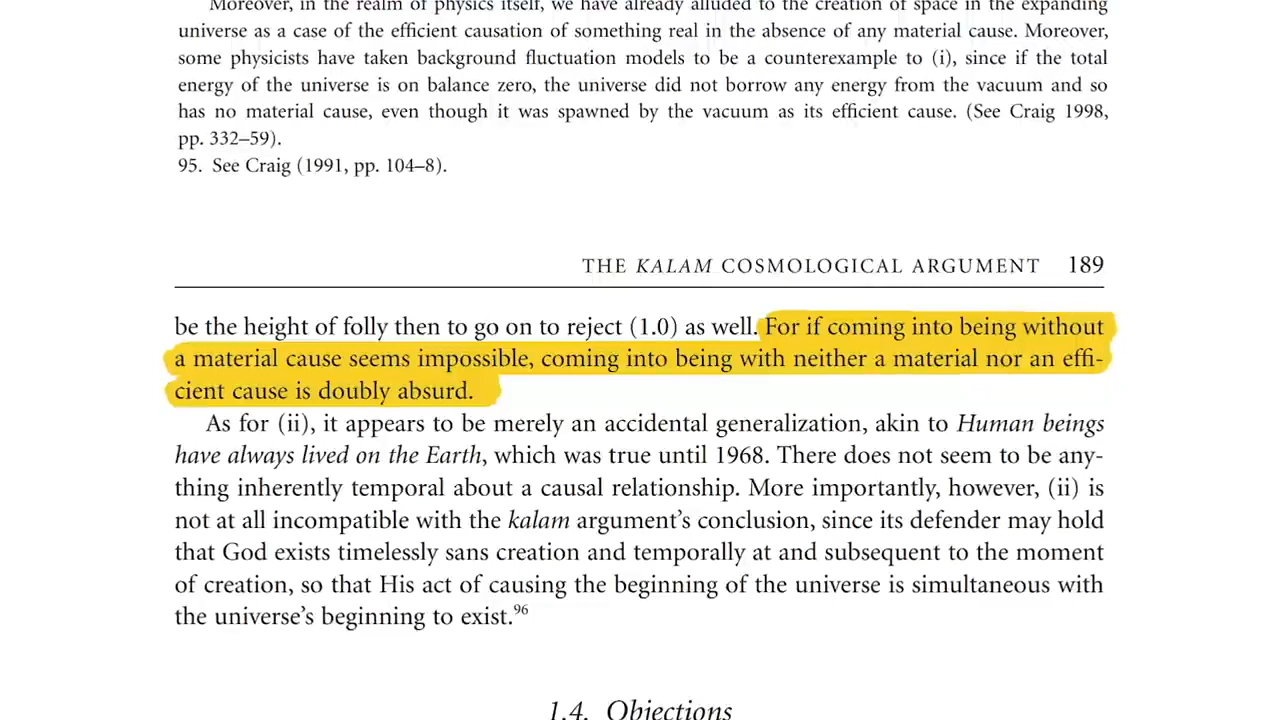 Moreover, in the realm of physics itself, we have already alluded to the creation of space in the expanding
universe as a case of the efficient causation of something real in the absence of any material cause. Moreover,
some physicists have taken background fluctuation models to be a counterexample to (i), since if the total
energy of the universe is on balance zero, the universe did not borrow any energy from the vacuum and so
has no material cause, even though it was spawned by the vacuum as its efficient cause. (See Craig 1998,
pp. 332–59).
95. See Craig (1991, pp. 104–8).
THE KALAM COSMOLOGICAL ARGUMENT 189
be the height of folly then to go on to reject (1.0) as well. For if coming into being without
a material cause seems impossible, coming into being with neither a material nor an effi-
cient cause is doubly absurd.
As for (ii), it appears to be merely an accidental generalization, akin to Human beings
have always lived on the Earth, which was true until 1968. There does not seem to be any-
thing inherently temporal about a causal relationship. More importantly, however, (ii) is
not at all incompatible with the kalam argument's conclusion, since its defender may hold
that God exists timelessly sans creation and temporally at and subsequent to the moment
of creation, so that His act of causing the beginning of the universe is simultaneous with
the universe's beginning to exist.96
1.4. Objections